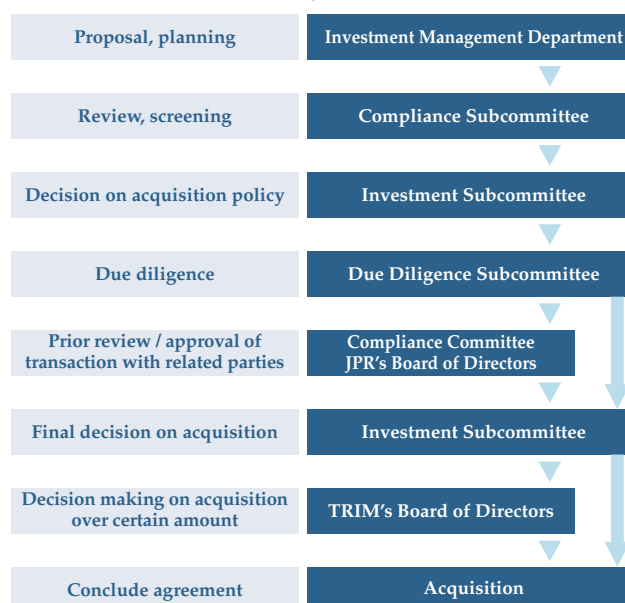 Proposal, planning
Investment Management Department
Review, screening
Compliance Subcommittee
Decision on acquisition policy
Investment Subcommittee
Due diligence
Due Diligence Subcommittee
Prior review / approval of
transaction with related parties
Compliance Committee
JPR's Board of Directors
Final decision on acquisition
Investment Subcommittee
Decision making on acquisition
over certain amount
TRIM's Board of Directors
Conclude agreement
Acquisition